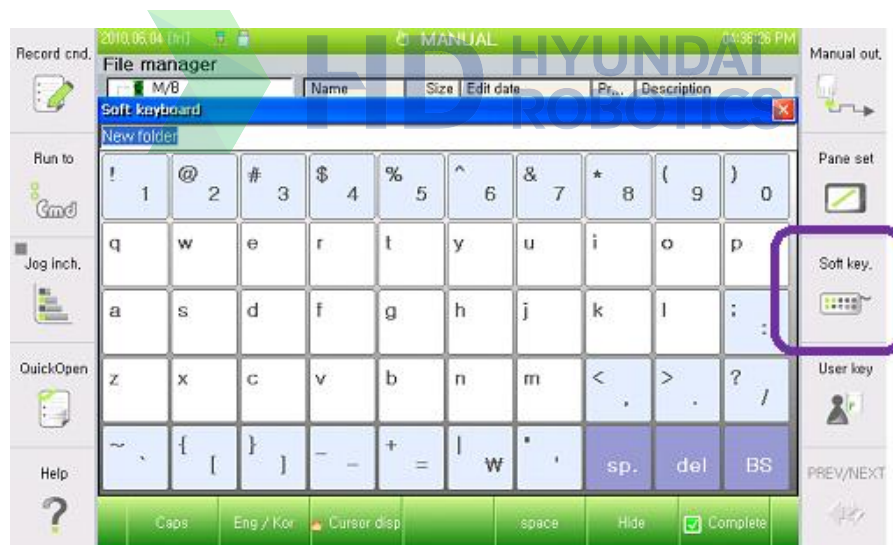 2010,06,04 [fri] MANUAL 04:36:26 PM
Record cnd.
Run to
Cmd
Jog inch.
QuickOpen
Help
File manager
M/B Name Size Edit date Pr... Description
Soft keyboard
New folder
! 1 @ 2 # 3 $ 4 % 5 ^ 6 & 7 * 8 ( 9 ) 0
q w e r t y u i o p
a s d f g h j k l ; :
z x c v b n m < , > . ? /
~ ` { [ } ] _ - + = | ₩ " ' sp. del BS
Caps Eng / Kor Cursor disp space Hide Complete
Manual out.
Pane set
Soft key.
User key
PREV/NEXT
HD HYUNDAI
ROBOTICS